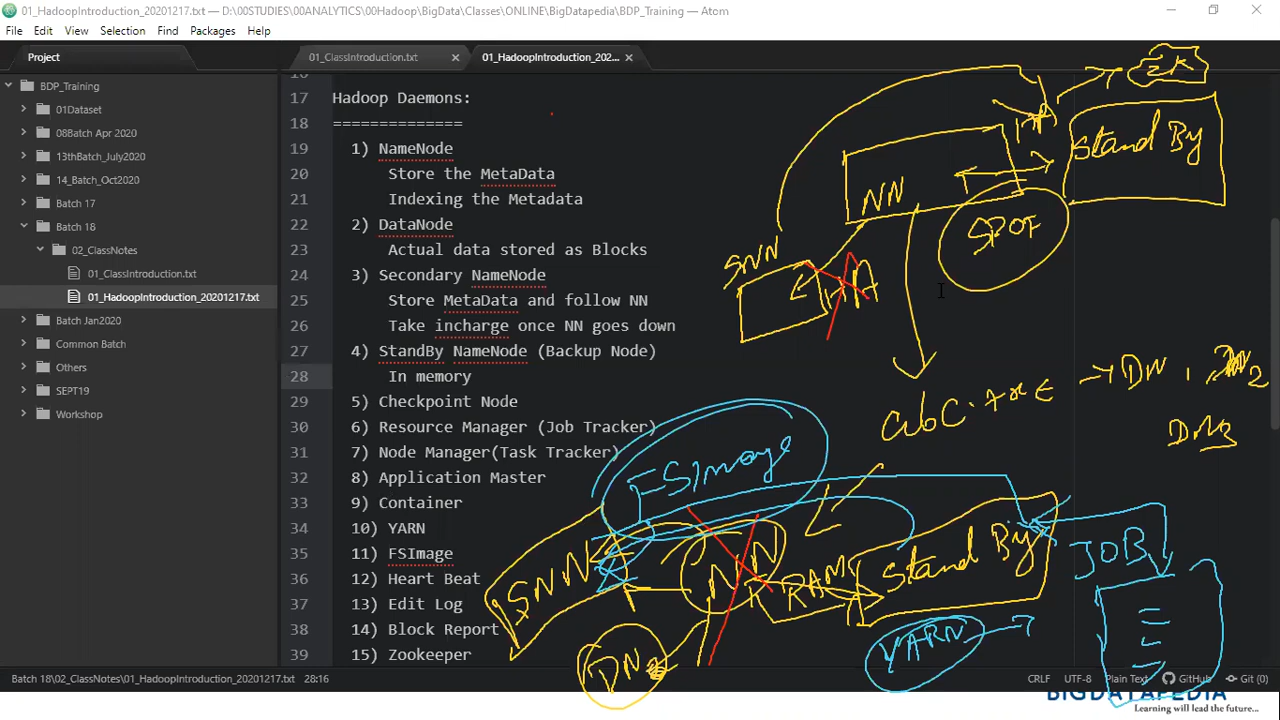 01_HadoopIntroduction_20201217.txt — D:\00STUDIES\00ANALYTICS\00Hadoop\BigData\Classes\ONLINE\BigDatapedia\BDP_Training — Atom
File Edit View Selection Find Packages Help
Project
01_ClassIntroduction.txt
01_HadoopIntroduction_202...
BDP_Training
01Dataset
08Batch Apr 2020
13thBatch_July2020
14_Batch_Oct2020
Batch 17
Batch 18
02_ClassNotes
01_ClassIntroduction.txt
01_HadoopIntroduction_20201217.txt
Batch Jan2020
Common Batch
Others
SEPT19
Workshop
16
17 Hadoop Daemons:
18 ==============
19 1) NameNode
20 Store the MetaData
21 Indexing the Metadata
22 2) DataNode
23 Actual data stored as Blocks
24 3) Secondary NameNode
25 Store MetaData and follow NN
26 Take incharge once NN goes down
27 4) StandBy NameNode (Backup Node)
28 In memory
29 5) Checkpoint Node
30 6) Resource Manager (Job Tracker)
31 7) Node Manager(Task Tracker)
32 8) Application Master
33 9) Container
34 10) YARN
35 11) FSImage
36 12) Heart Beat
37 13) Edit Log
38 14) Block Report
39 15) Zookeeper
ZK
Stand By
NN
SPOF
SNN
HA
abc.txt
DN1
DN3
FSImage
SNN
NN
RAM
Stand By
JOB
DN
YARN
Batch 18\02_ClassNotes\01_HadoopIntroduction_20201217.txt 28:16
CRLF UTF-8 Plain Text GitHub Git (0)
BIGDATAPEDIA
Learning will lead the future...